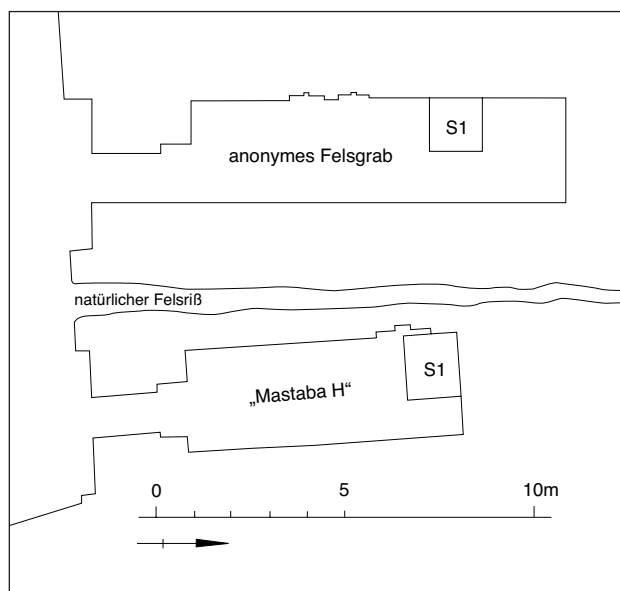 S1
anonymes Felsgrab
natürlicher Felsriß
S1
„Mastaba H“
0 5 10m